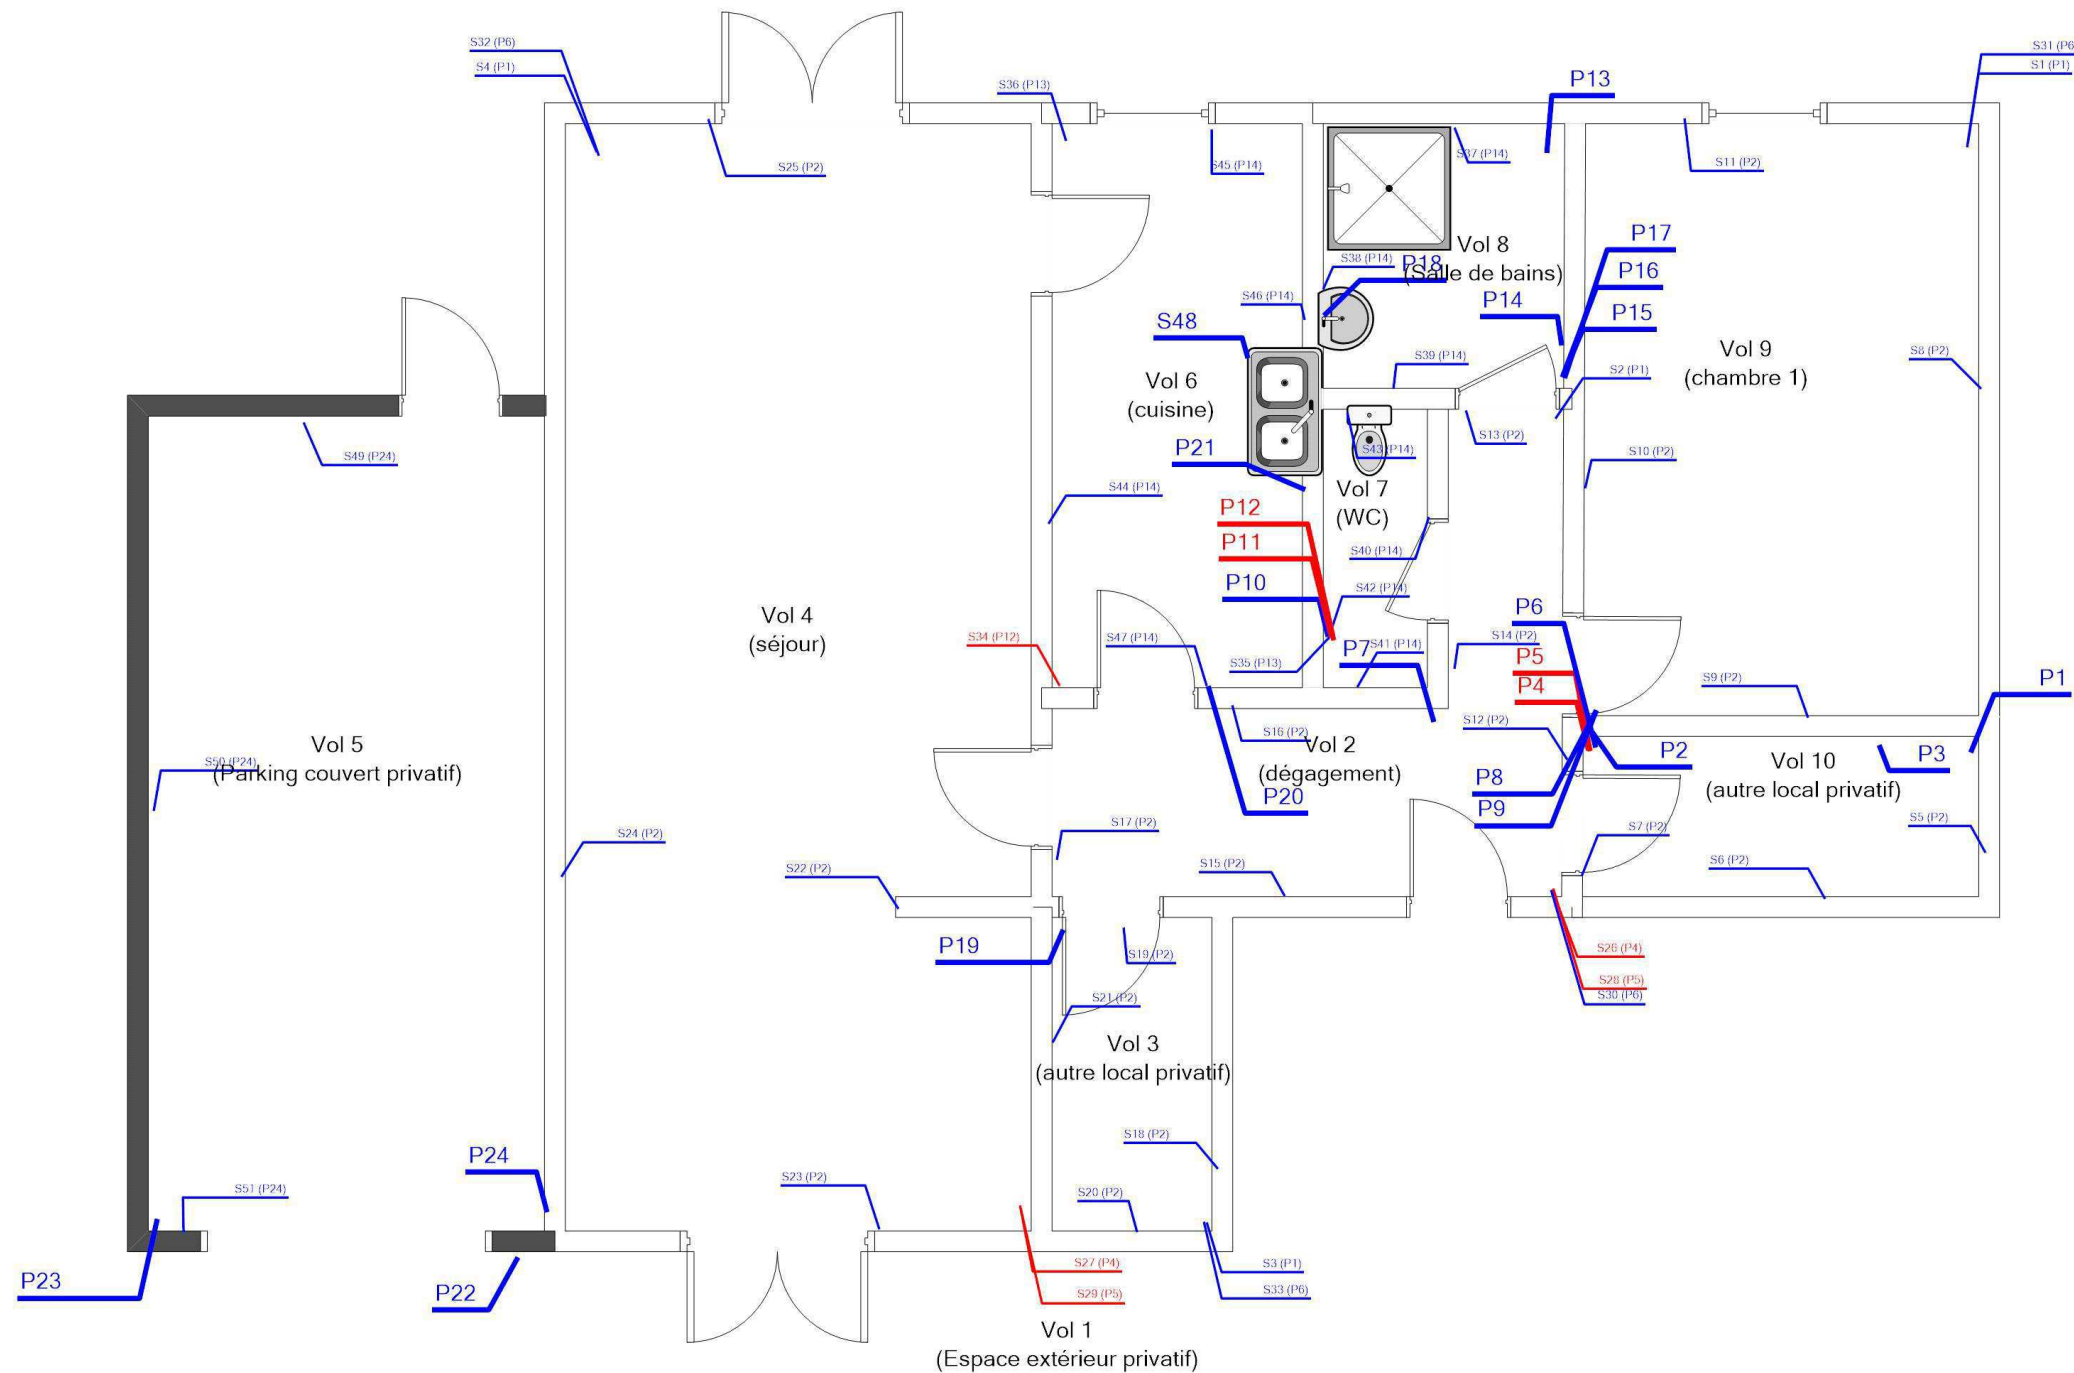 S32 (P6)
S4 (P1)
S25 (P2)
S36 (P13)
S45 (P14)
S37 (P14)
P13
S11 (P2)
S31 (P6
S1 (P1)
Vol 8
(Salle de bains)
S38 (P14)
P18
P17
P16
P15
P14
S46 (P14)
S48
S39 (P14)
S2 (P1)
Vol 9
(chambre 1)
S8 (P2)
Vol 6
(cuisine)
S13 (P2)
S43 (P14)
S10 (P2)
P21
S49 (P24)
S44 (P14)
Vol 7
(WC)
P12
P11
P10
S40 (P14)
S42 (P14)
Vol 4
(séjour)
S34 (P12)
S47 (P14)
S35 (P13)
P7
S41 (P14)
P6
S14 (P2)
P5
P4
S9 (P2)
P1
S12 (P2)
S16 (P2)
Vol 2
(dégagement)
P20
P8
P9
P2
P3
Vol 10
(autre local privatif)
Vol 5
(Parking couvert privatif)
S50 (P24)
S24 (P2)
S17 (P2)
S7 (P2)
S5 (P2)
S22 (P2)
S15 (P2)
S6 (P2)
P19
S19 (P2)
S26 (P4)
S28 (P5)
S30 (P6)
S21 (P2)
Vol 3
(autre local privatif)
S18 (P2)
P24
S23 (P2)
S20 (P2)
S51 (P24)
P23
P22
S27 (P4)
S29 (P5)
S3 (P1)
S33 (P6)
Vol 1
(Espace extérieur privatif)